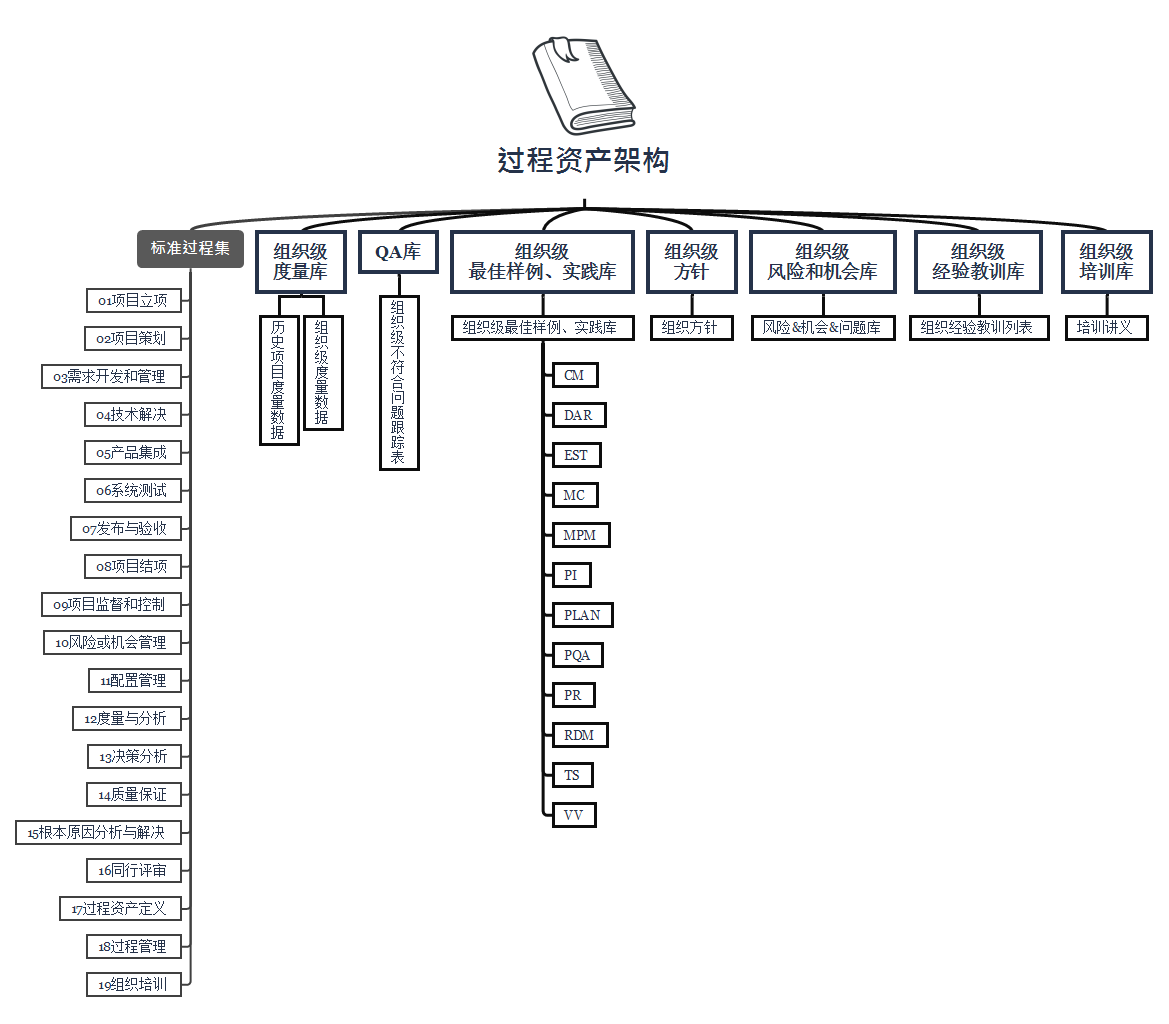 过程资产架构
标准过程集
01项目立项
02项目策划
03需求开发和管理
04技术解决
05产品集成
06系统测试
07发布与验收
08项目结项
09项目监督和控制
10风险或机会管理
11配置管理
12度量与分析
13决策分析
14质量保证
15根本原因分析与解决
16同行评审
17过程资产定义
18过程管理
19组织培训
组织级
度量库
历史项目度量数据
组织级度量数据
QA库
组织级不符合问题跟踪表
组织级
最佳样例、实践库
组织级最佳样例、实践库
CM
DAR
EST
MC
MPM
PI
PLAN
PQA
PR
RDM
TS
VV
组织级
方针
组织方针
组织级
风险和机会库
风险&机会&问题库
组织级
经验教训库
组织经验教训列表
组织级
培训库
培训讲义